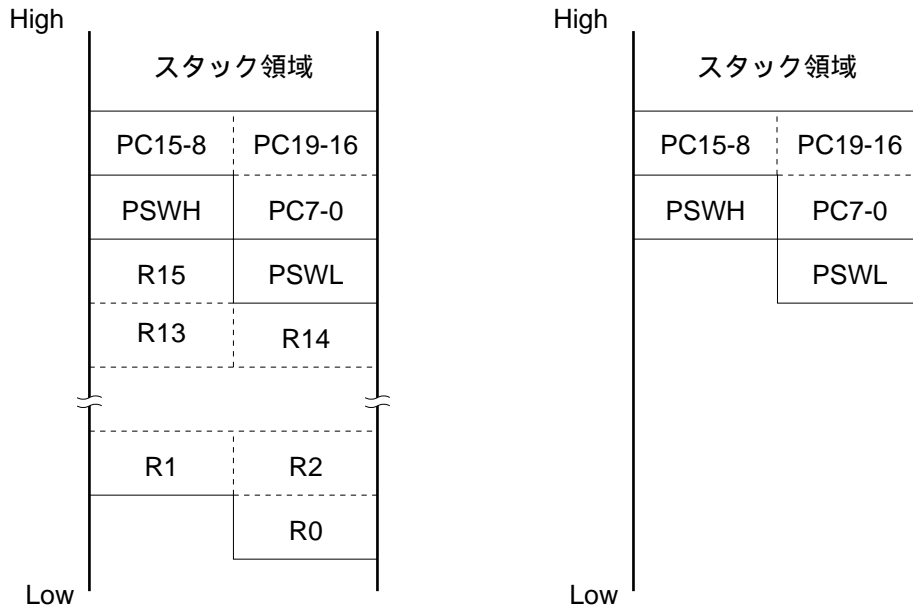 High
スタック領域
PC15-8 PC19-16
PSWH PC7-0
R15 PSWL
R13 R14
R1 R2
R0
Low
High
スタック領域
PC15-8 PC19-16
PSWH PC7-0
PSWL
Low